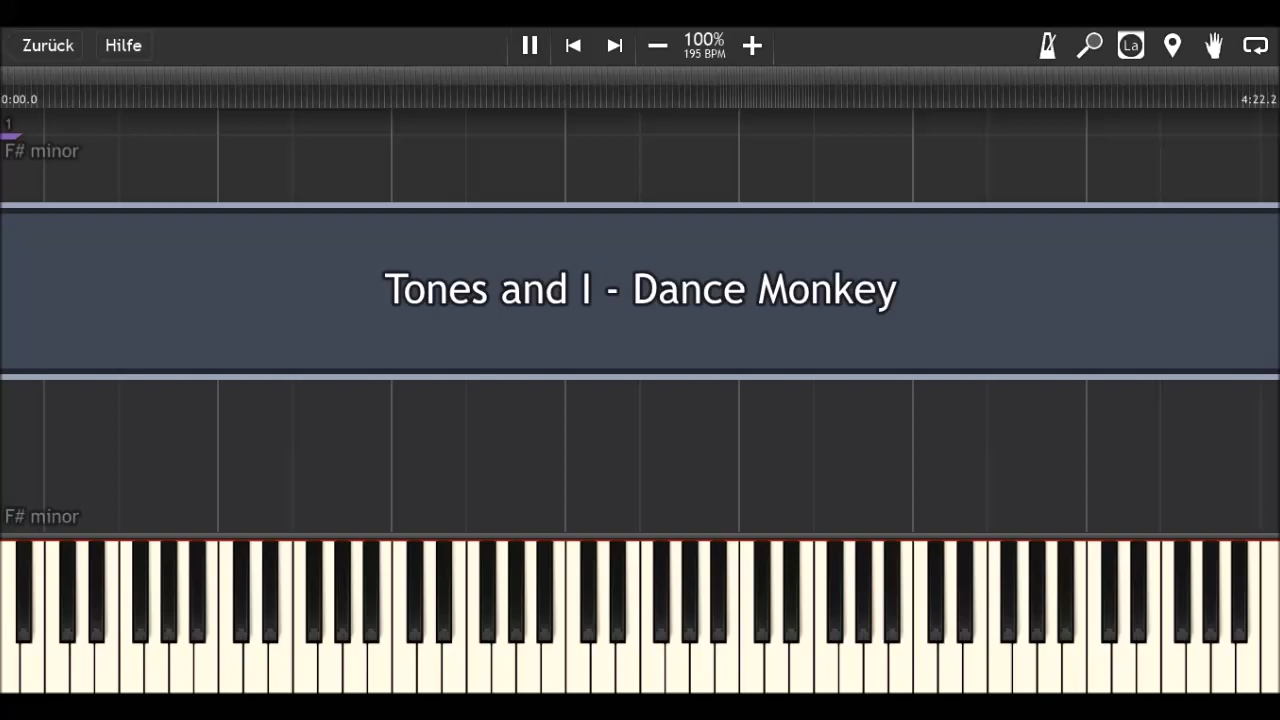 Zurück Hilfe 100% La
195 BPM
0:00.0 4:22.2
1
F# minor
Tones and I - Dance Monkey
F# minor